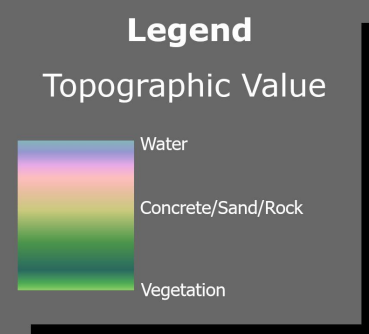 Legend
Topographic Value
Water
Concrete/Sand/Rock
Vegetation